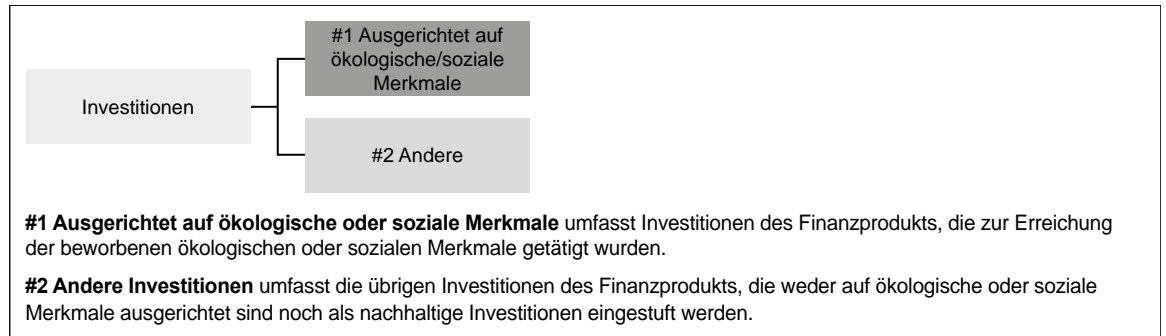 #1 Ausgerichtet auf
ökologische/soziale
Merkmale
Investitionen
#2 Andere
#1 Ausgerichtet auf ökologische oder soziale Merkmale umfasst Investitionen des Finanzprodukts, die zur Erreichung
der beworbenen ökologischen oder sozialen Merkmale getätigt wurden.
#2 Andere Investitionen umfasst die übrigen Investitionen des Finanzprodukts, die weder auf ökologische oder soziale
Merkmale ausgerichtet sind noch als nachhaltige Investitionen eingestuft werden.